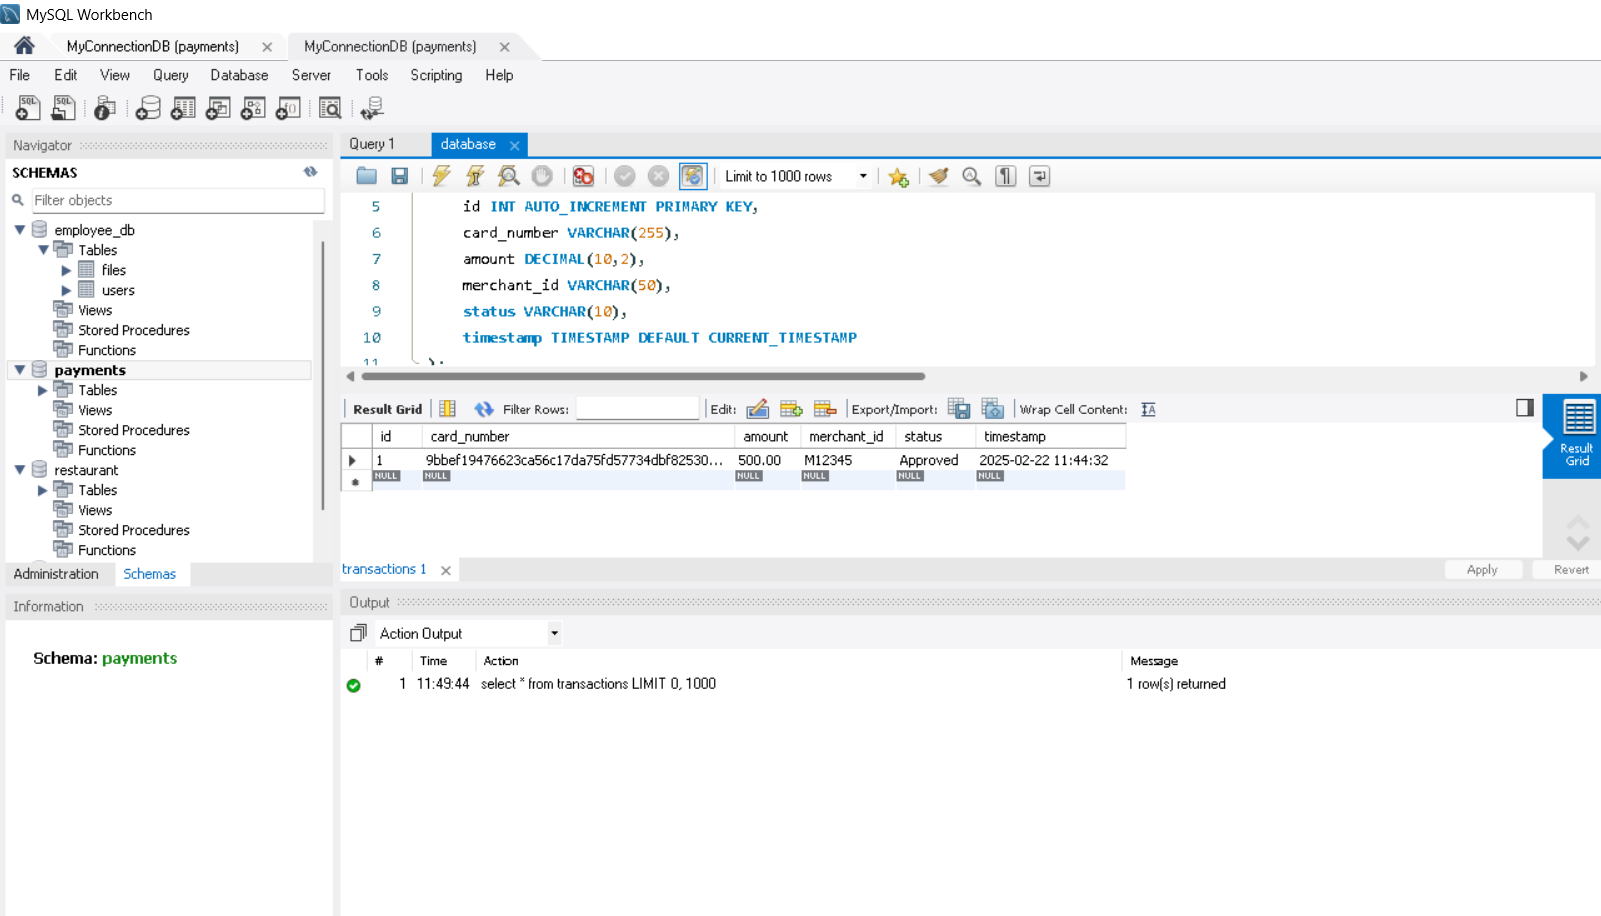 MySQL Workbench
MyConnectionDB (payments)
MyConnectionDB (payments)
File Edit View Query Database Server Tools Scripting Help
Navigator
SCHEMAS
Filter objects
employee_db
Tables
files
users
Views
Stored Procedures
Functions
payments
Tables
Views
Stored Procedures
Functions
restaurant
Tables
Views
Stored Procedures
Functions
Administration Schemas
Information
Schema: payments
Query 1 database
Limit to 1000 rows
5 id INT AUTO_INCREMENT PRIMARY KEY,
6 card_number VARCHAR(255),
7 amount DECIMAL(10,2),
8 merchant_id VARCHAR(50),
9 status VARCHAR(10),
10 timestamp TIMESTAMP DEFAULT CURRENT_TIMESTAMP
11 );
Result Grid Filter Rows: Edit: Export/Import: Wrap Cell Content:
id card_number amount merchant_id status timestamp
1 9bbef19476623ca56c17da75fd57734dbf82530... 500.00 M12345 Approved 2025-02-22 11:44:32
NULL NULL NULL NULL NULL NULL
Result
Grid
transactions 1
Apply Revert
Output
Action Output
# Time Action Message
1 11:49:44 select * from transactions LIMIT 0, 1000 1 row(s) returned